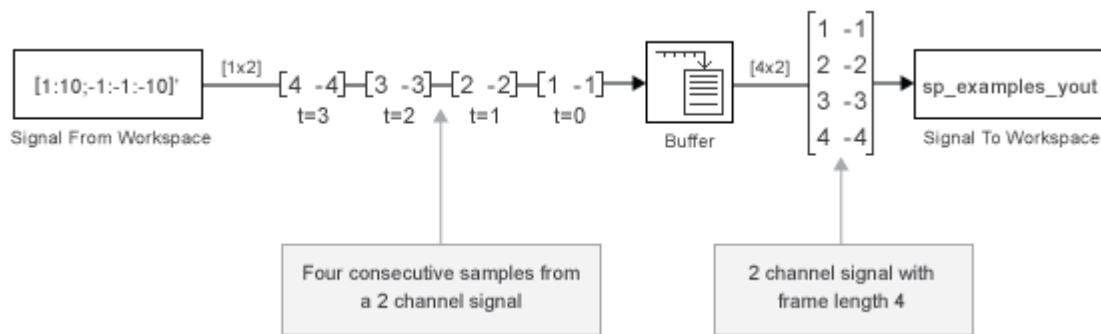 [1:10;-1:-1:-10]'
Signal From Workspace
[1x2]
[4 -4] [3 -3] [2 -2] [1 -1]
t=3 t=2 t=1 t=0
Buffer
[4x2]
1 -1
2 -2
3 -3
4 -4
sp_examples_yout
Signal To Workspace
Four consecutive samples from
a 2 channel signal
2 channel signal with
frame length 4